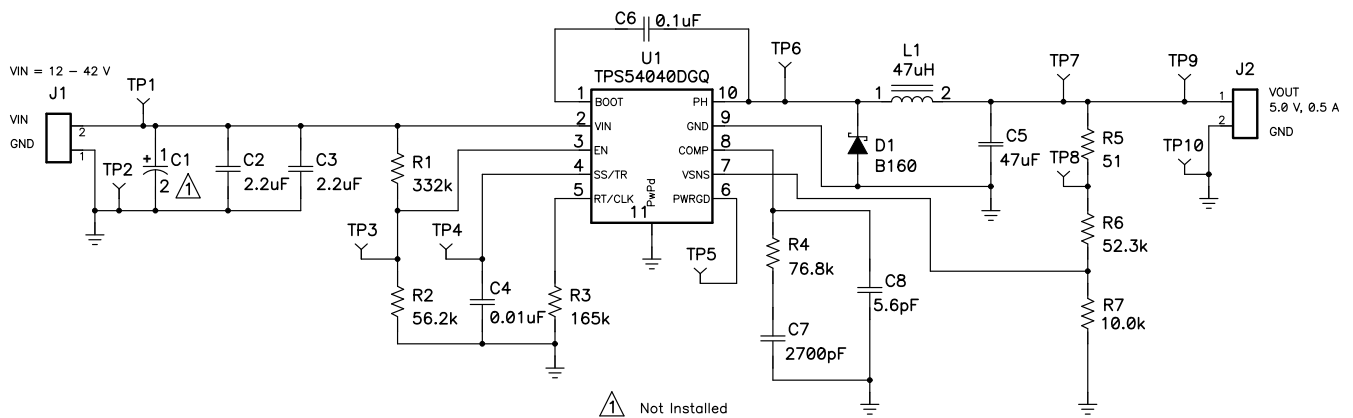 C6
0.1uF
U1
TPS54040DGQ
TP6
L1
47uH
1 2
TP7
TP9
J2
VIN = 12 – 42 V
J1
TP1
VIN
GND
2
1
TP2
+ 1
C1
2
1
C2
2.2uF
C3
2.2uF
R1
332k
1 BOOT
2 VIN
3 EN
4 SS/TR
5 RT/CLK
PH 10
GND 9
COMP 8
VSNS 7
PWRGD 6
11
PwPd
D1
B160
C5
47uF
R5
51
TP8
TP10
1
2
VOUT
5.0 V, 0.5 A
GND
TP3
TP4
TP5
R2
56.2k
C4
0.01uF
R3
165k
R4
76.8k
C8
5.6pF
C7
2700pF
R6
52.3k
R7
10.0k
1 Not Installed